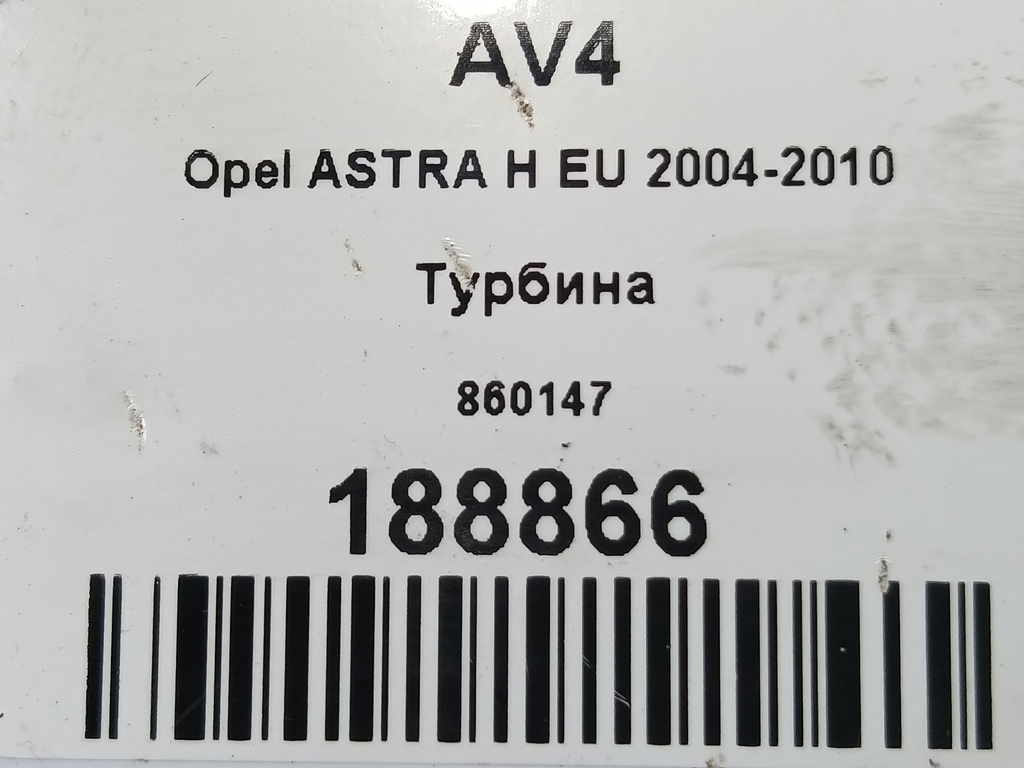 AV4
Opel ASTRA H EU 2004-2010
Турбина
860147
188866